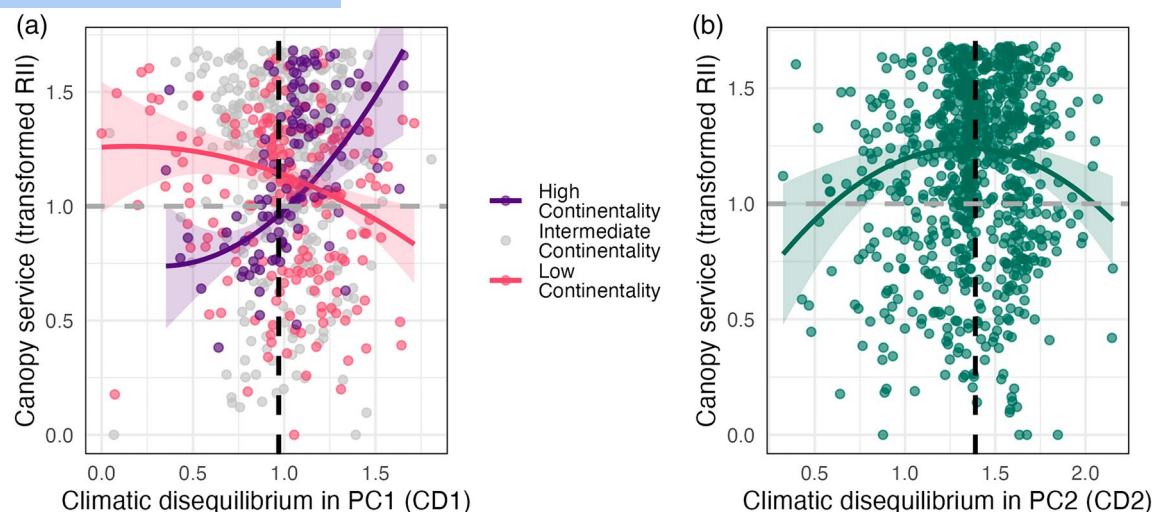 (a)
Canopy service (transformed RII)
1.5
1.0
0.5
0.0
0.0 0.5 1.0 1.5
Climatic disequilibrium in PC1 (CD1)
High
Continentality
Intermediate
Continentality
Low
Continentality
(b)
Canopy service (transformed RII)
1.5
1.0
0.5
0.0
0.5 1.0 1.5 2.0
Climatic disequilibrium in PC2 (CD2)